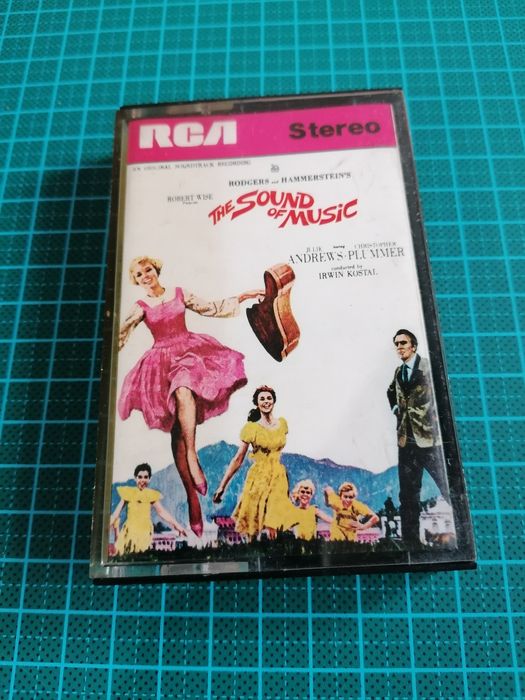 RCA Stereo
AN ORIGINAL SOUNDTRACK RECORDING
RODGERS AND HAMMERSTEIN'S
ROBERT WISE
THE SOUND OF MUSIC
JULIE CHRISTOPHER
ANDREWS · PLUMMER
conducted by
IRWIN KOSTAL